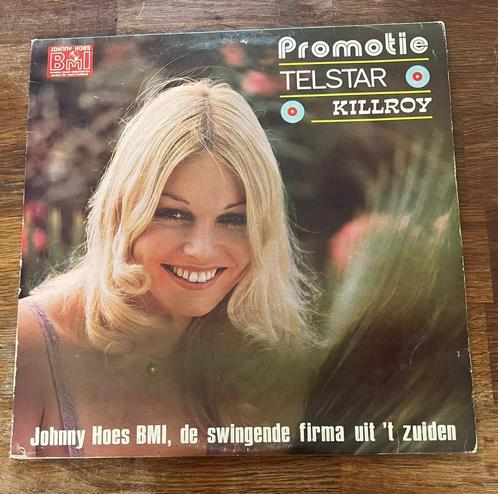 JOHNNY HOES
BMI
Promotie
TELSTAR
KILLROY
Johnny Hoes BMI, de swingende firma uit 't zuiden